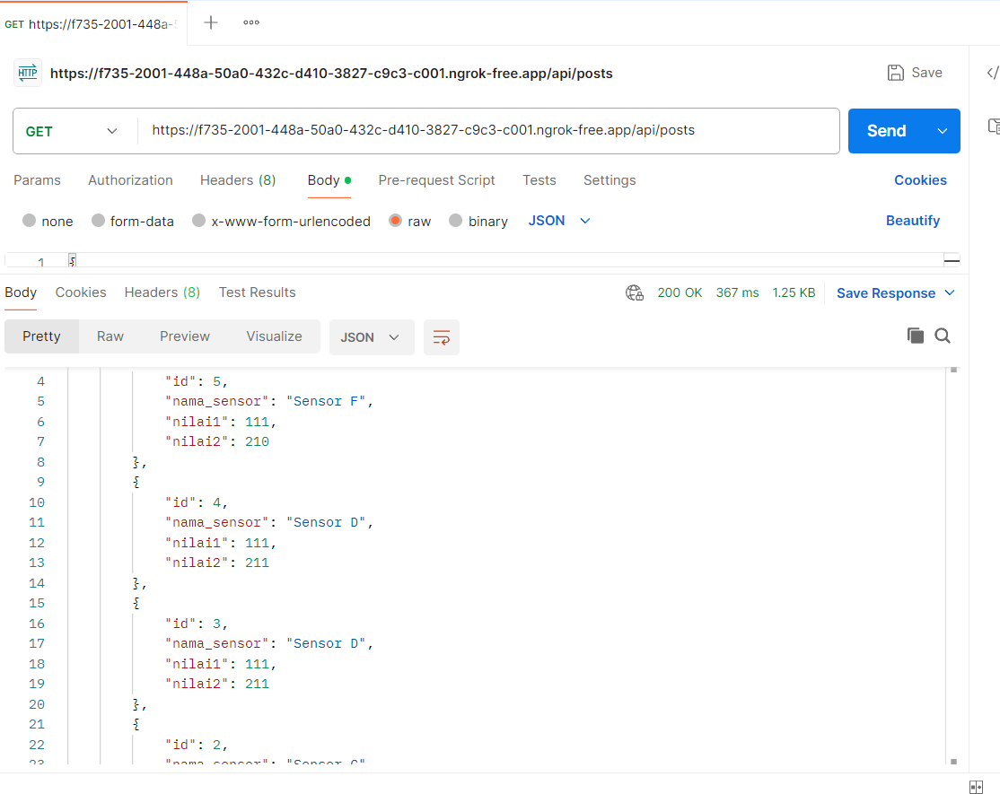 GET https://f735-2001-448a-
HTTP https://f735-2001-448a-50a0-432c-d410-3827-c9c3-c001.ngrok-free.app/api/posts Save
GET https://f735-2001-448a-50a0-432c-d410-3827-c9c3-c001.ngrok-free.app/api/posts Send
Params Authorization Headers (8) Body Pre-request Script Tests Settings Cookies
none form-data x-www-form-urlencoded raw binary JSON Beautify
1 {
Body Cookies Headers (8) Test Results 200 OK 367 ms 1.25 KB Save Response
Pretty Raw Preview Visualize JSON
4 "id": 5,
5 "nama_sensor": "Sensor F",
6 "nilai1": 111,
7 "nilai2": 210
8 },
9 {
10 "id": 4,
11 "nama_sensor": "Sensor D",
12 "nilai1": 111,
13 "nilai2": 211
14 },
15 {
16 "id": 3,
17 "nama_sensor": "Sensor D",
18 "nilai1": 111,
19 "nilai2": 211
20 },
21 {
22 "id": 2,
23 "nama_sensor": "Sensor